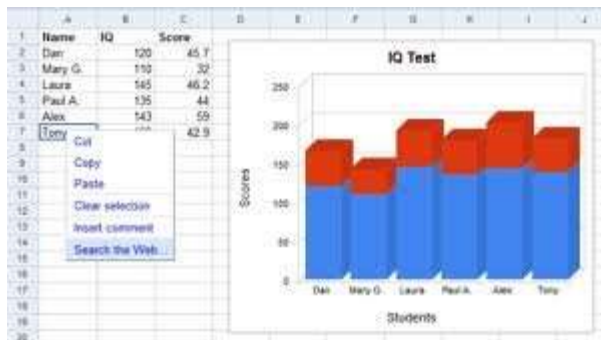 A B C D E F G H I J
1 Name IQ Score
2 Dan 120 45.7
3 Mary G. 110 32
4 Laura 145 46.2
5 Paul A. 135 44
6 Alex 143 59
7 Tony 42.9
8
9
10
11
12
13
14
15
16
17
18
19
20
Cut
Copy
Paste
Clear selection
Insert comment
Search the Web...
IQ Test
250
200
150
100
50
0
Scores
Dan Mary G. Laura Paul A. Alex Tony
Students